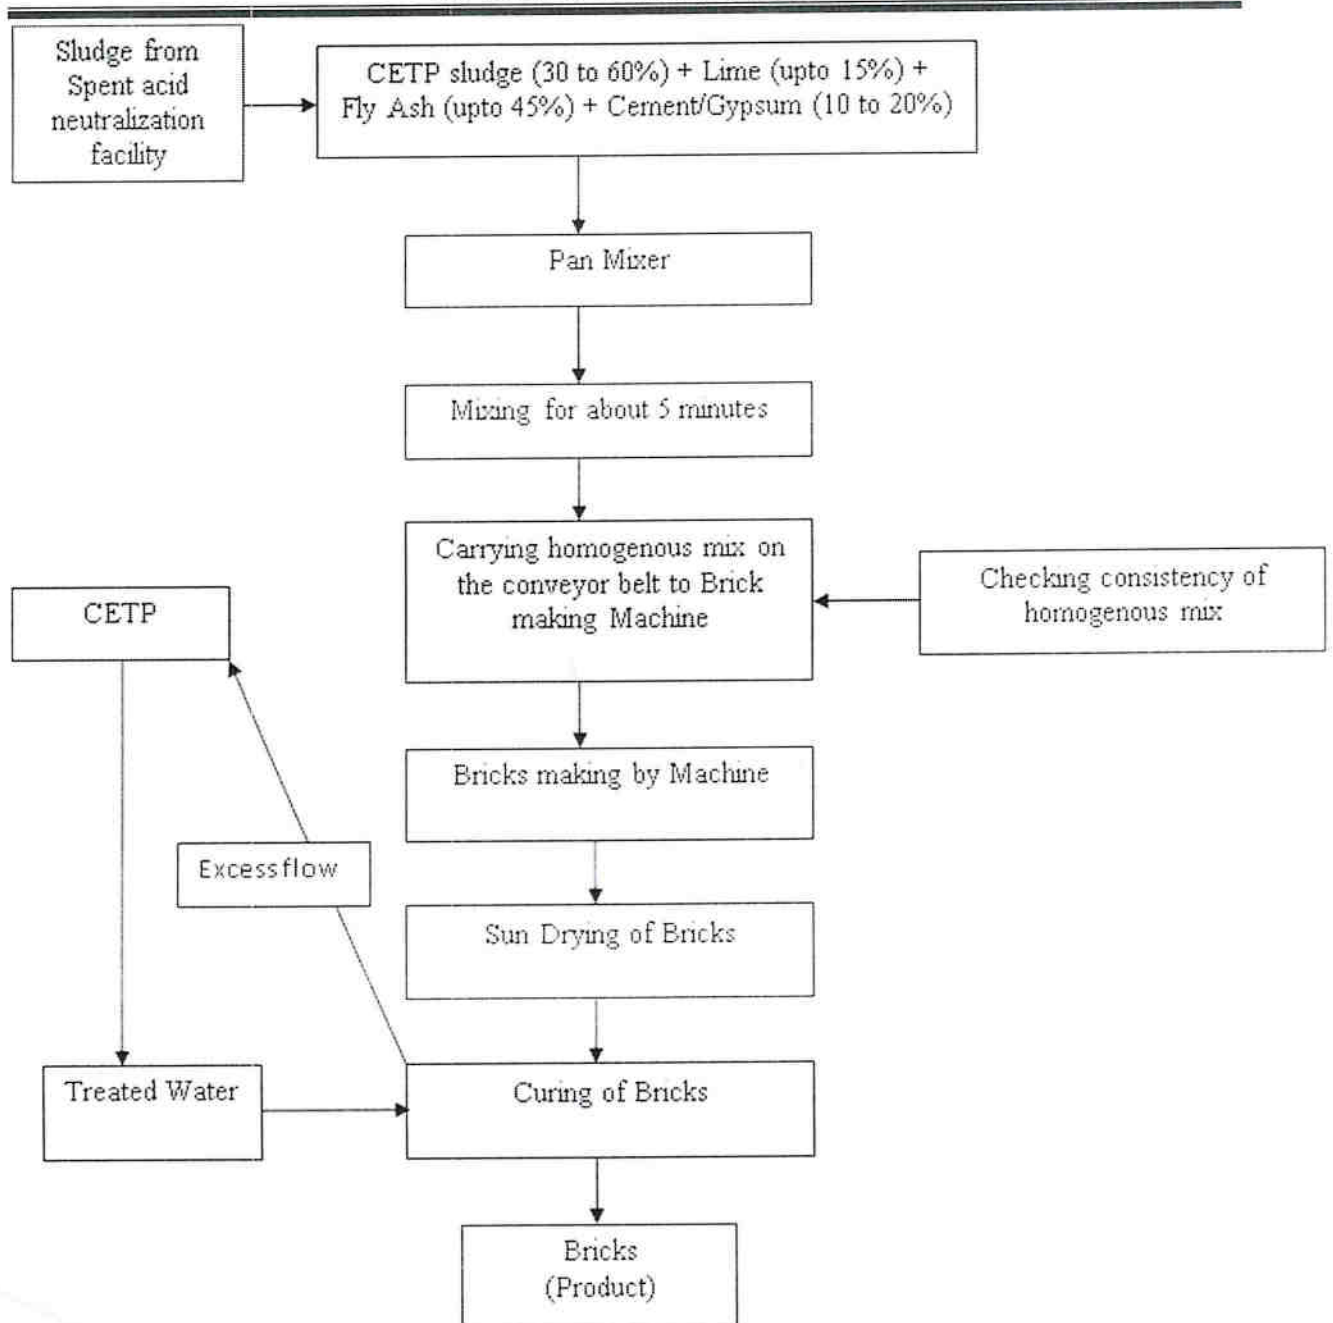 Sludge from
Spent acid
neutralization
facility
CETP sludge (30 to 60%) + Lime (upto 15%) +
Fly Ash (upto 45%) + Cement/Gypsum (10 to 20%)
Pan Mixer
Mixing for about 5 minutes
Carrying homogenous mix on
the conveyor belt to Brick
making Machine
Checking consistency of
homogenous mix
CETP
Bricks making by Machine
Excess flow
Sun Drying of Bricks
Treated Water
Curing of Bricks
Bricks
(Product)